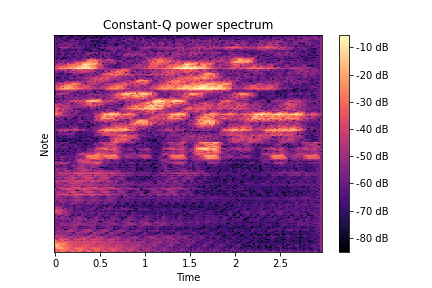 Constant-Q power spectrum
Note
-10 dB
-20 dB
-30 dB
-40 dB
-50 dB
-60 dB
-70 dB
-80 dB
0 0.5 1 1.5 2 2.5
Time